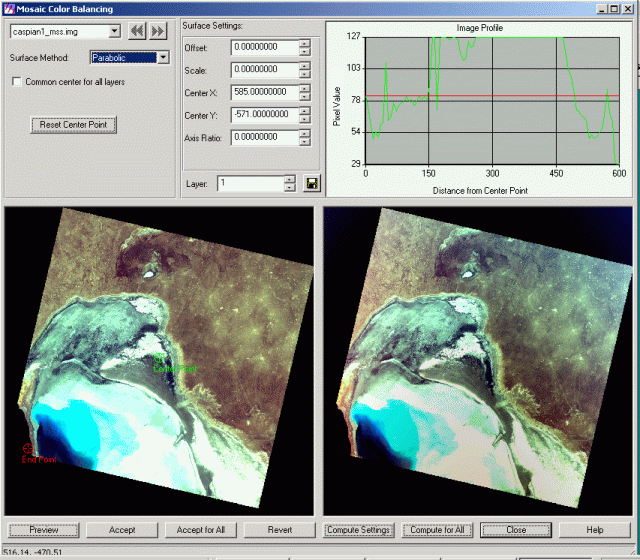 Mosaic Color Balancing
caspian1_mss.img
Surface Method: Parabolic
Common center for all layers
Reset Center Point
Surface Settings:
Offset: 0.00000000
Scale: 0.00000000
Center X: 585.00000000
Center Y: -571.00000000
Axis Ratio: 0.00000000
Layer: 1
Image Profile
Pixel Value
127
103
78
54
29
0 150 300 450 600
Distance from Center Point
Center Point
End Point
Preview Accept Accept for All Revert Compute Settings Compute for All Close Help
516.14, -470.51